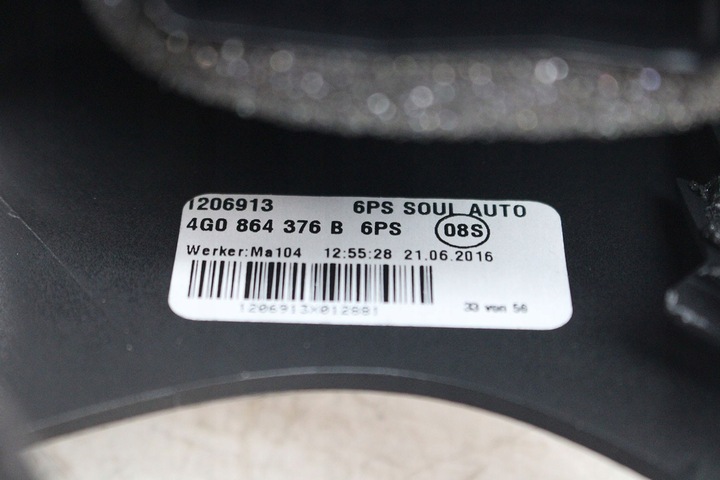 1206913 6PS SOUL AUTO
4G0 864 376 B 6PS 08S
Werker:Ma104 12:55:28 21.06.2016
1206913X012881
33 von 56